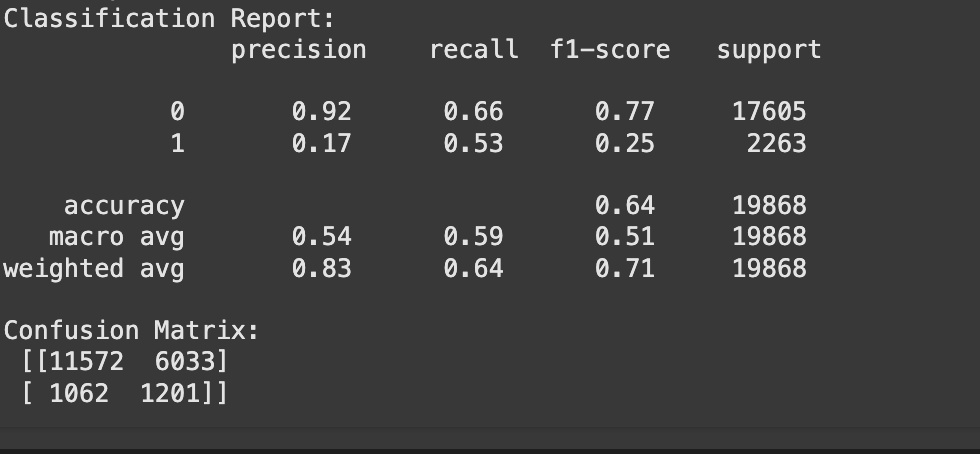 Classification Report:
precision recall f1-score support
0 0.92 0.66 0.77 17605
1 0.17 0.53 0.25 2263
accuracy 0.64 19868
macro avg 0.54 0.59 0.51 19868
weighted avg 0.83 0.64 0.71 19868
Confusion Matrix:
[[11572 6033]
[ 1062 1201]]